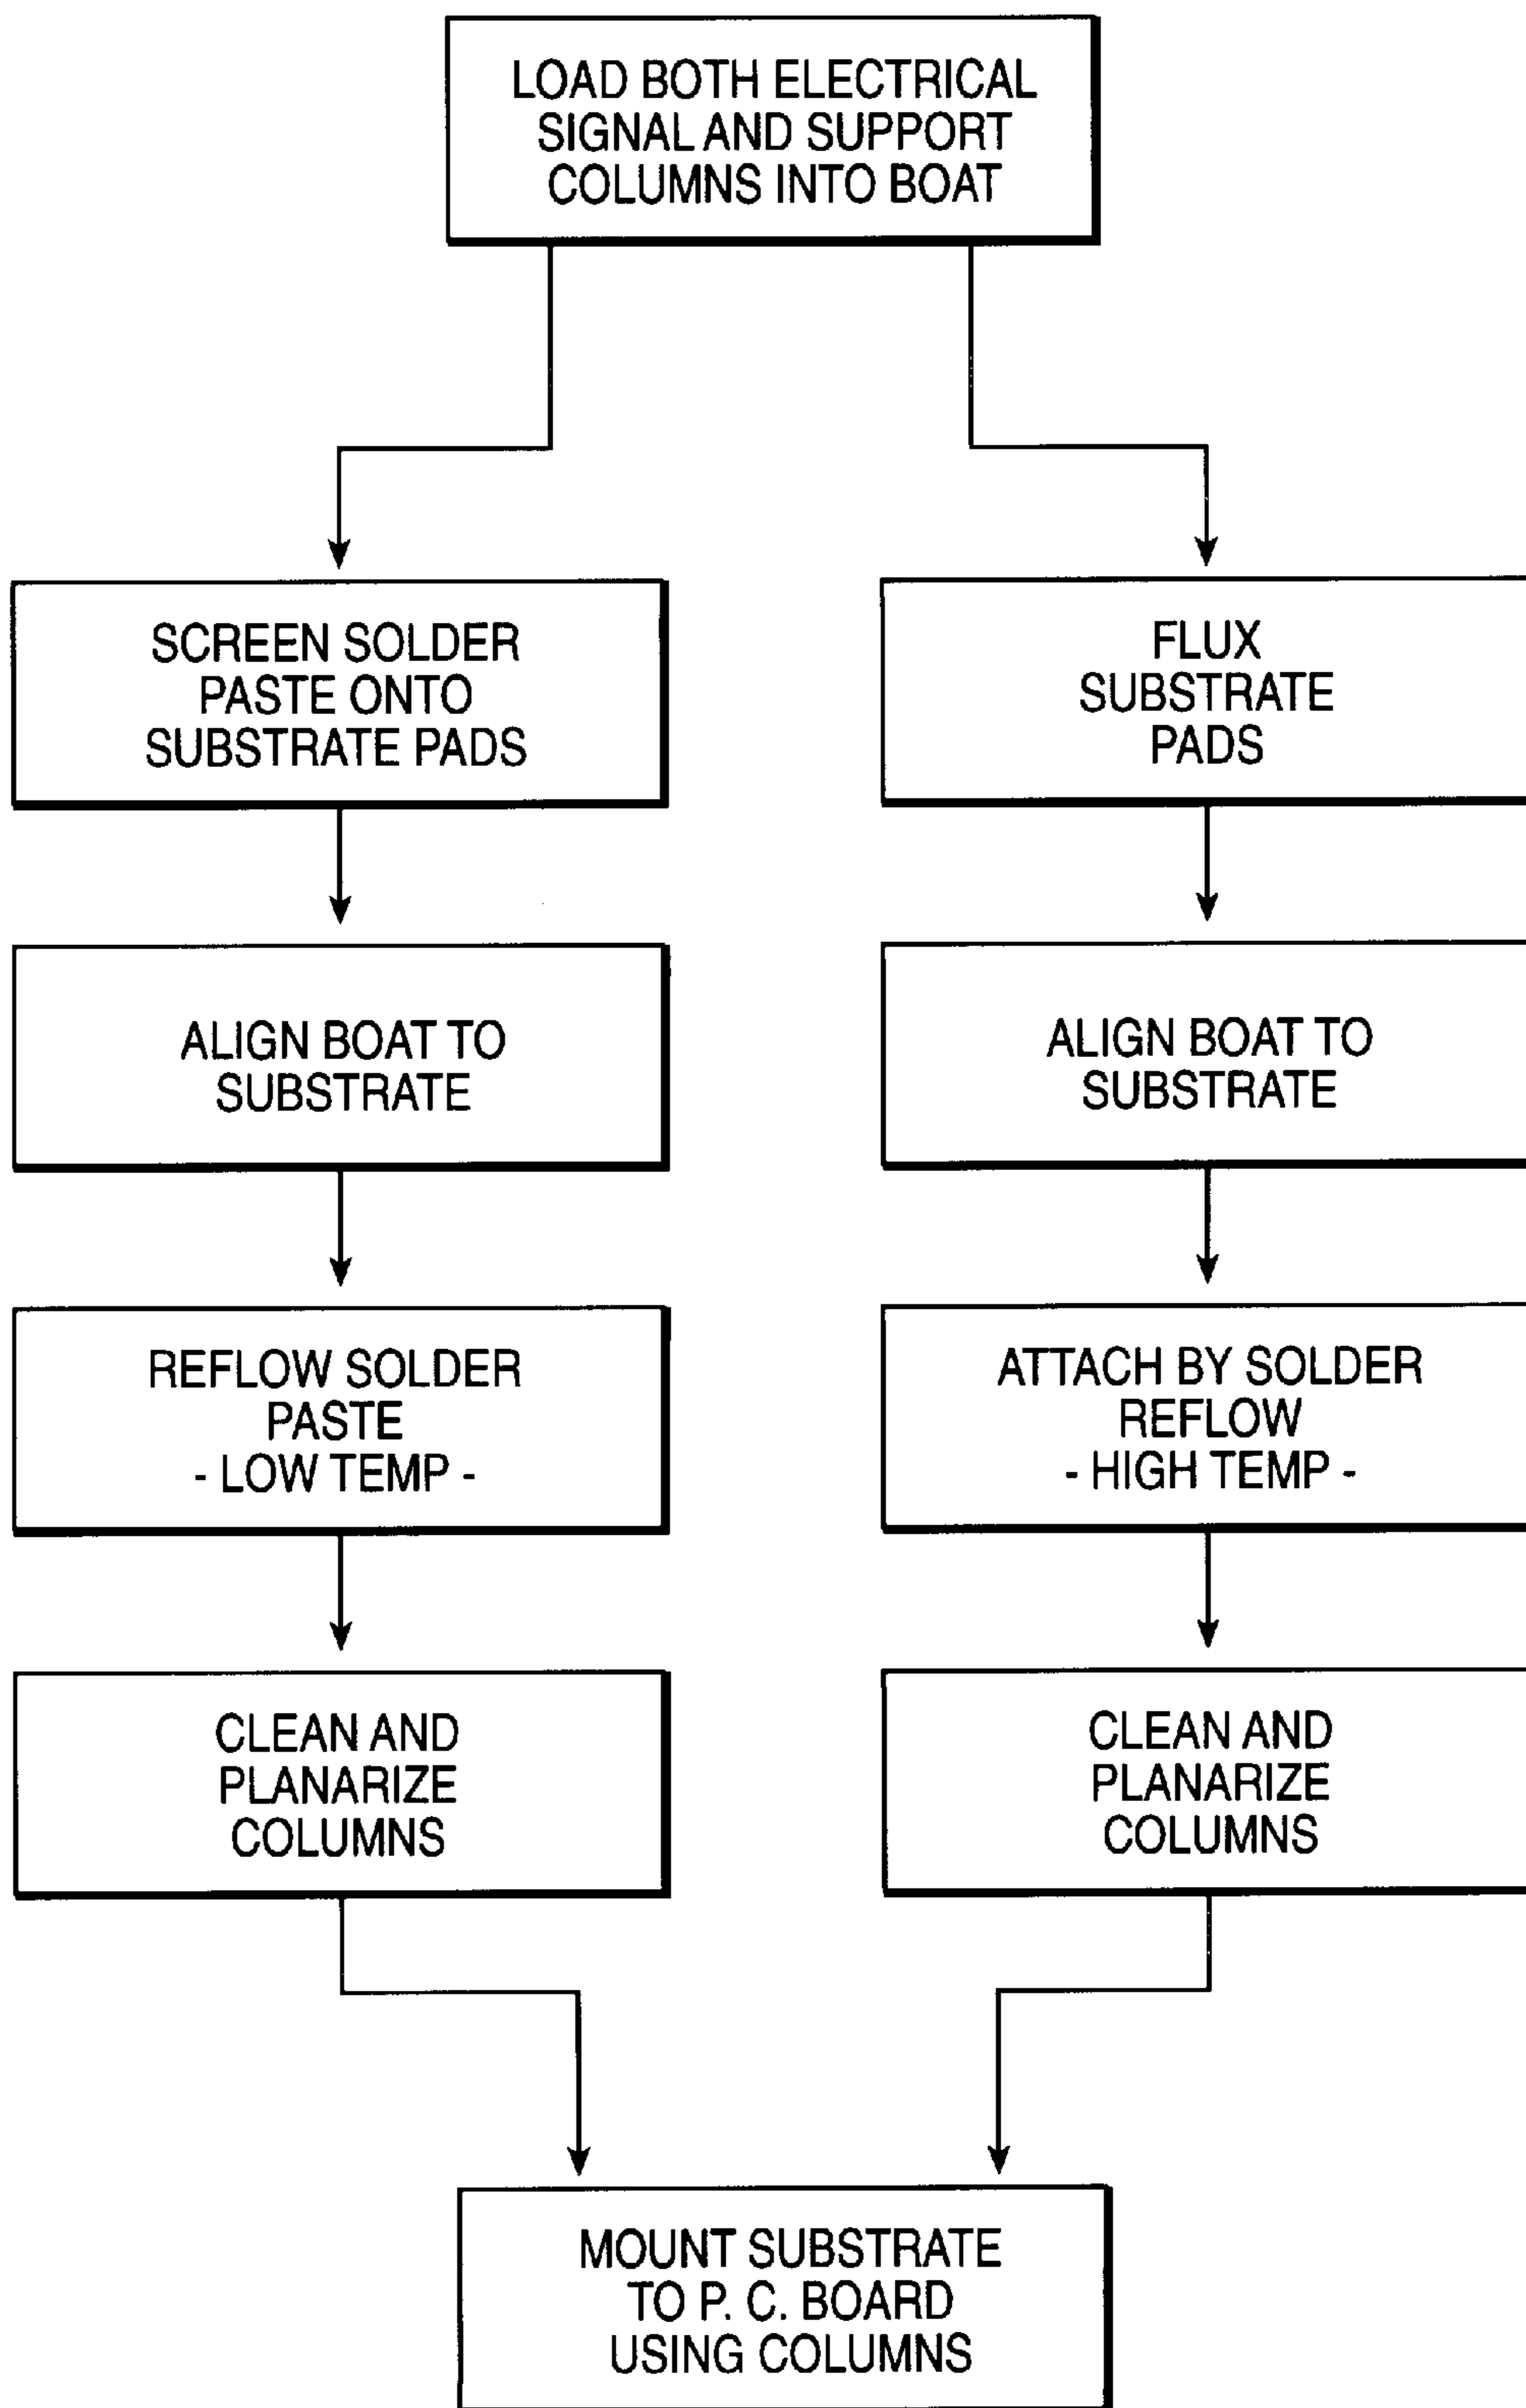 LOAD BOTH ELECTRICAL
SIGNAL AND SUPPORT
COLUMNS INTO BOAT
SCREEN SOLDER
PASTE ONTO
SUBSTRATE PADS
FLUX
SUBSTRATE
PADS
ALIGN BOAT TO
SUBSTRATE
ALIGN BOAT TO
SUBSTRATE
REFLOW SOLDER
PASTE
- LOW TEMP -
ATTACH BY SOLDER
REFLOW
- HIGH TEMP -
CLEAN AND
PLANARIZE
COLUMNS
CLEAN AND
PLANARIZE
COLUMNS
MOUNT SUBSTRATE
TO P. C. BOARD
USING COLUMNS